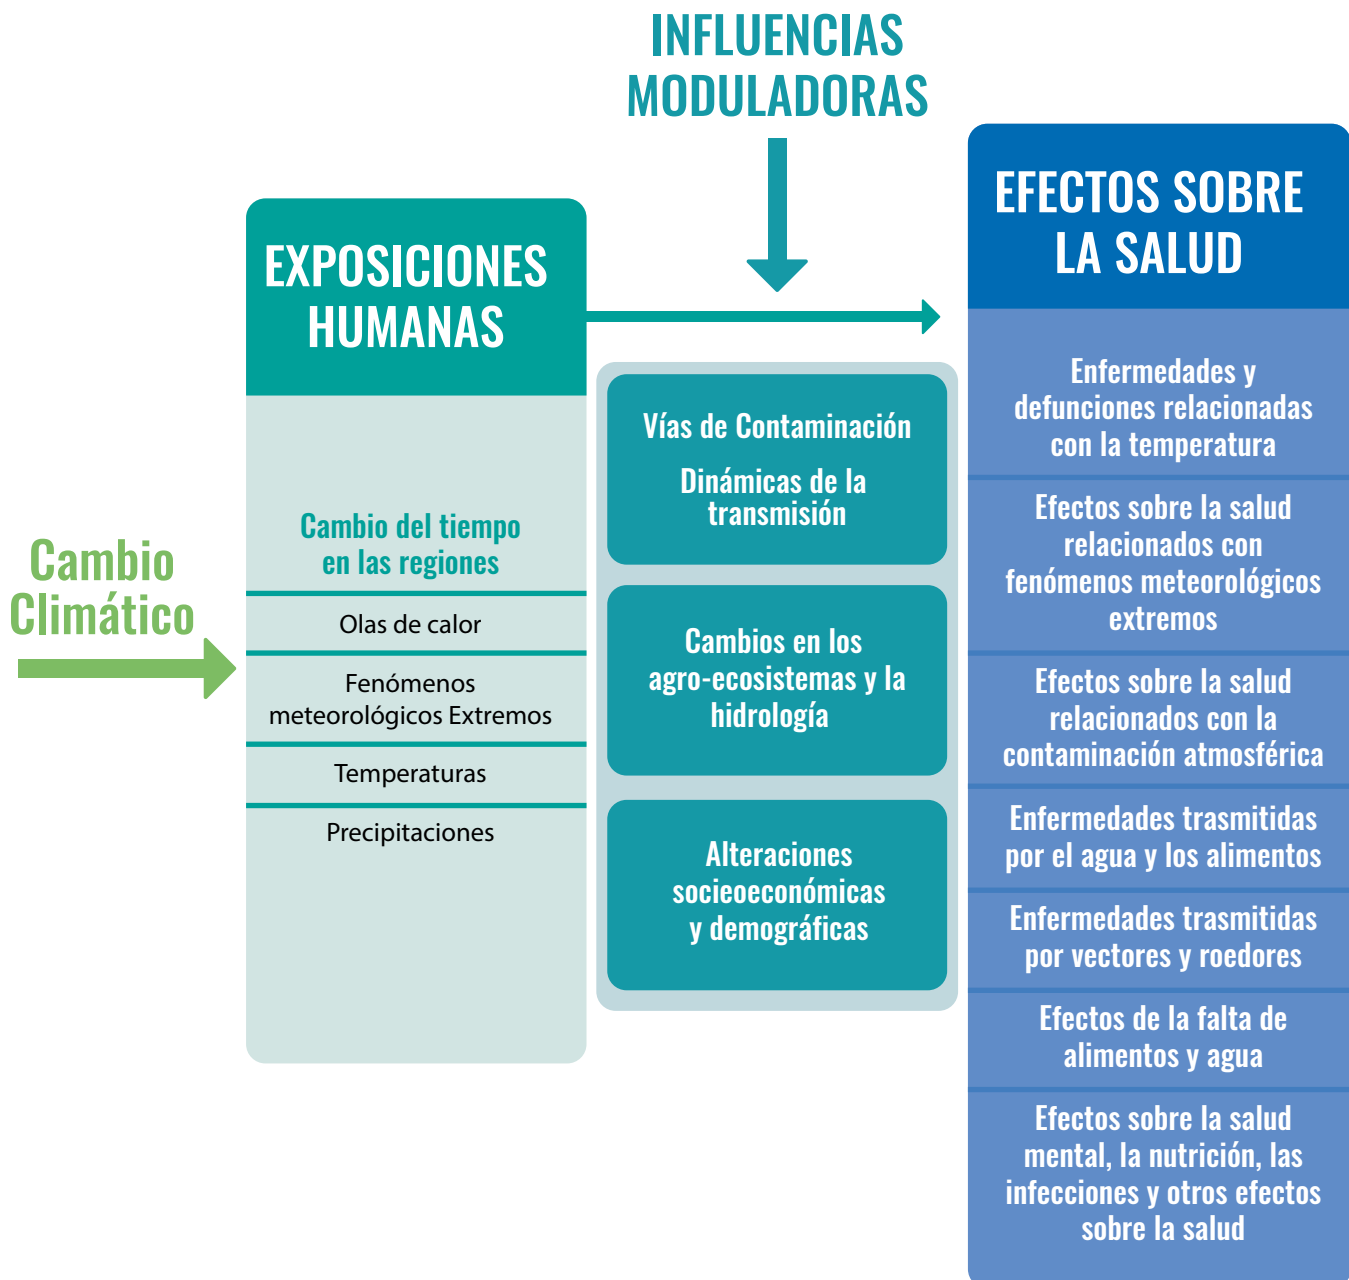 INFLUENCIAS
MODULADORAS
Cambio
Climático
EXPOSICIONES
HUMANAS
Cambio del tiempo
en las regiones
Olas de calor
Fenómenos
meteorológicos Extremos
Temperaturas
Precipitaciones
Vías de Contaminación
Dinámicas de la
transmisión
Cambios en los
agro-ecosistemas y la
hidrología
Alteraciones
socieoeconómicas
y demográficas
EFECTOS SOBRE
LA SALUD
Enfermedades y
defunciones relacionadas
con la temperatura
Efectos sobre la salud
relacionados con
fenómenos meteorológicos
extremos
Efectos sobre la salud
relacionados con la
contaminación atmosférica
Enfermedades trasmitidas
por el agua y los alimentos
Enfermedades trasmitidas
por vectores y roedores
Efectos de la falta de
alimentos y agua
Efectos sobre la salud
mental, la nutrición, las
infecciones y otros efectos
sobre la salud